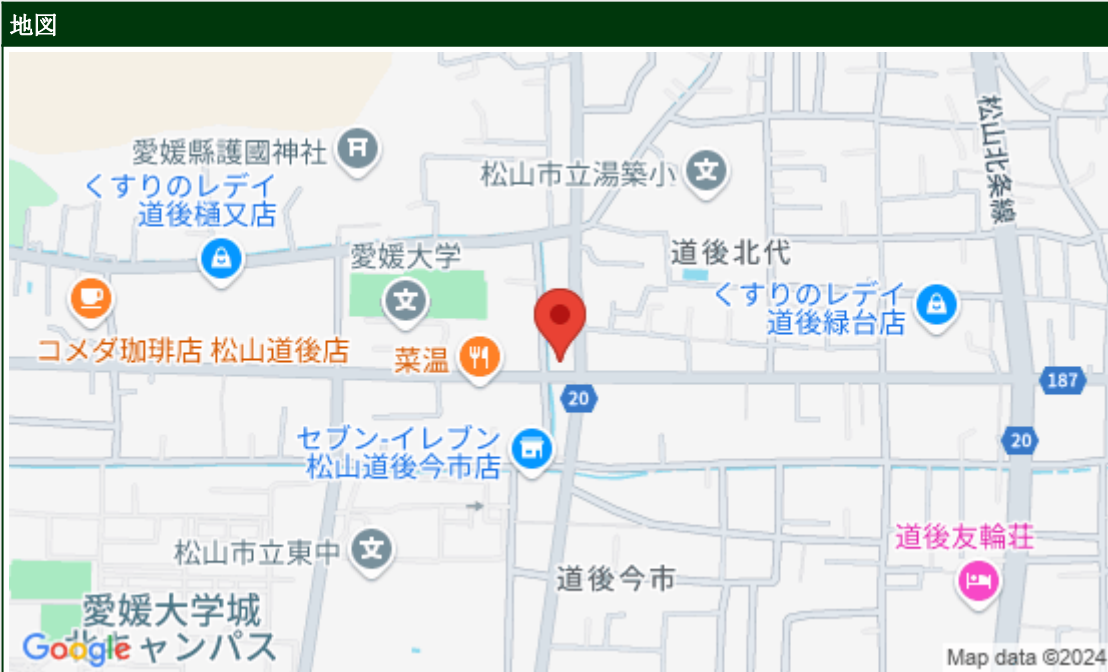 地図
愛媛縣護國神社
松山市立湯築小
松山北条線
くすりのレデイ
道後樋又店
愛媛大学
道後北代
くすりのレデイ
道後緑台店
コメダ珈琲店 松山道後店
菜温
187
20
セブン-イレブン
松山道後今市店
20
道後友輪荘
松山市立東中
道後今市
愛媛大学城
北キャンパス
Google
Map data ©2024